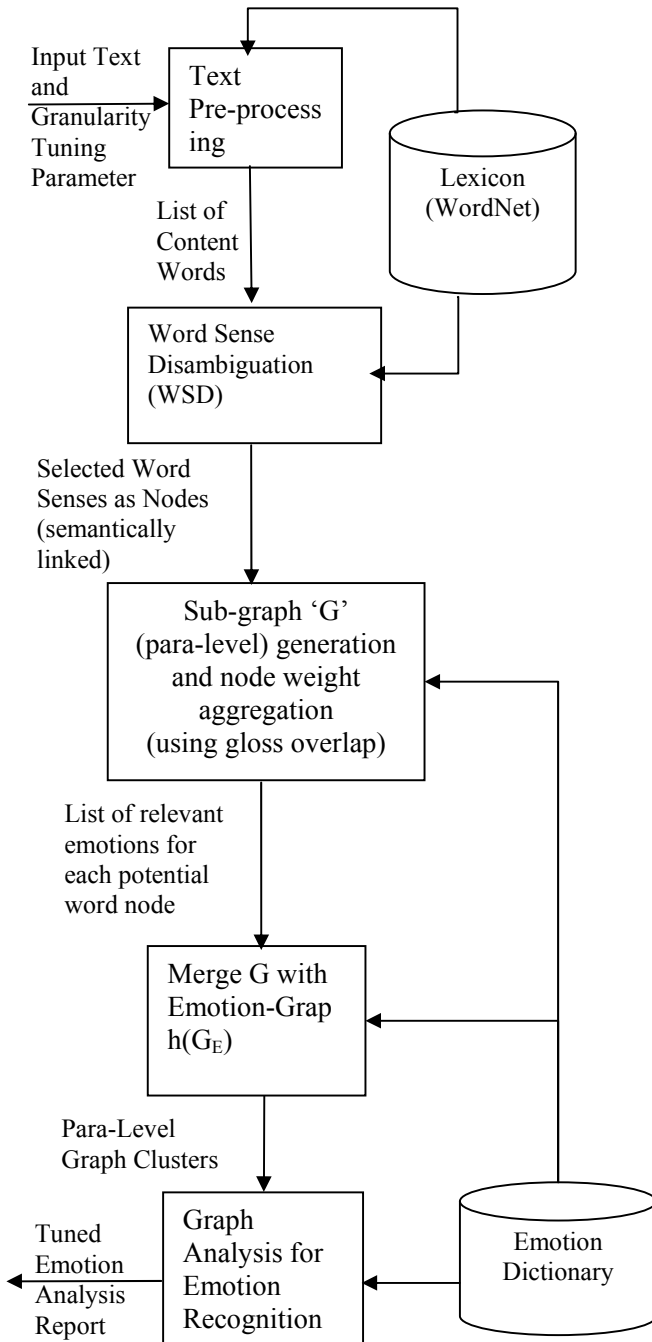 Input Text
and
Granularity
Tuning
Parameter
Text
Pre-process
ing
Lexicon
(WordNet)
List of
Content
Words
Word Sense
Disambiguation
(WSD)
Selected Word
Senses as Nodes
(semantically
linked)
Sub-graph ‘G’
(para-level) generation
and node weight
aggregation
(using gloss overlap)
List of relevant
emotions for
each potential
word node
Merge G with
Emotion-Grap
h(GE)
Para-Level
Graph Clusters
Graph
Analysis for
Emotion
Recognition
Emotion
Dictionary
Tuned
Emotion
Analysis
Report